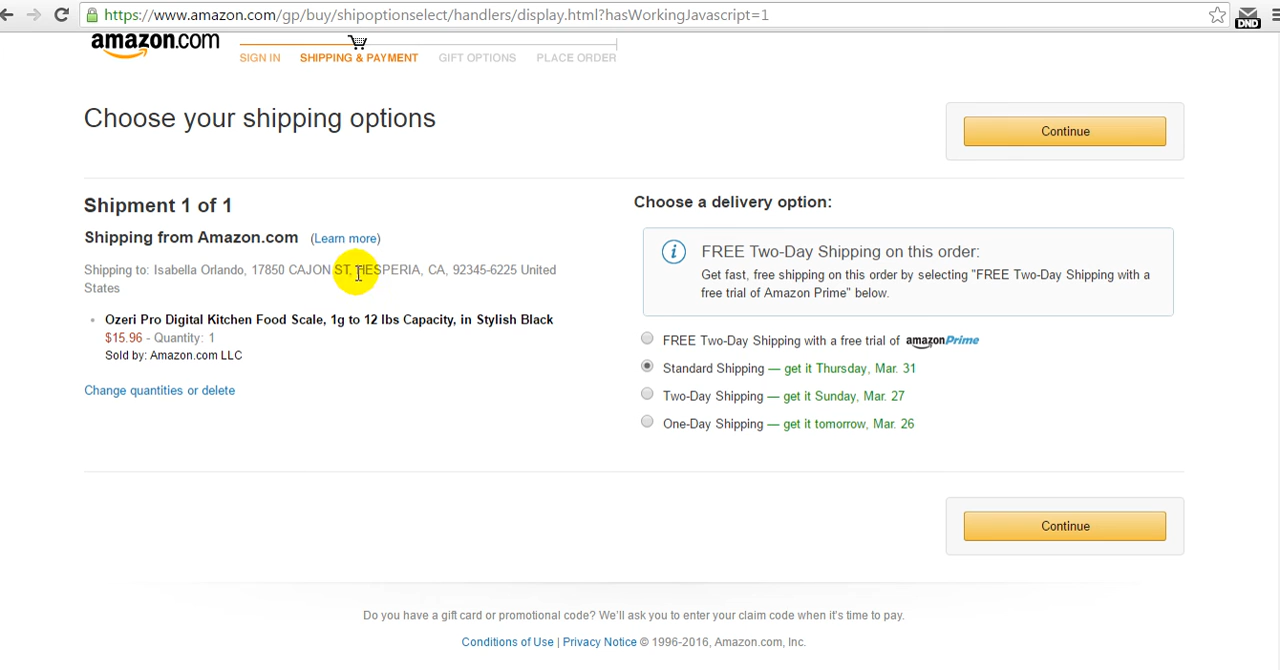 https://www.amazon.com/gp/buy/shipoptionselect/handlers/display.html?hasWorkingJavascript=1
DND
amazon.com
SIGN IN SHIPPING & PAYMENT GIFT OPTIONS PLACE ORDER
Choose your shipping options
Continue
Shipment 1 of 1
Shipping from Amazon.com (Learn more)
Shipping to: Isabella Orlando, 17850 CAJON ST, HESPERIA, CA, 92345-6225 United
States
Ozeri Pro Digital Kitchen Food Scale, 1g to 12 lbs Capacity, in Stylish Black
$15.96 - Quantity: 1
Sold by: Amazon.com LLC
Change quantities or delete
Choose a delivery option:
FREE Two-Day Shipping on this order:
Get fast, free shipping on this order by selecting "FREE Two-Day Shipping with a
free trial of Amazon Prime" below.
FREE Two-Day Shipping with a free trial of amazonPrime
Standard Shipping — get it Thursday, Mar. 31
Two-Day Shipping — get it Sunday, Mar. 27
One-Day Shipping — get it tomorrow, Mar. 26
Continue
Do you have a gift card or promotional code? We'll ask you to enter your claim code when it's time to pay.
Conditions of Use | Privacy Notice © 1996-2016, Amazon.com, Inc.